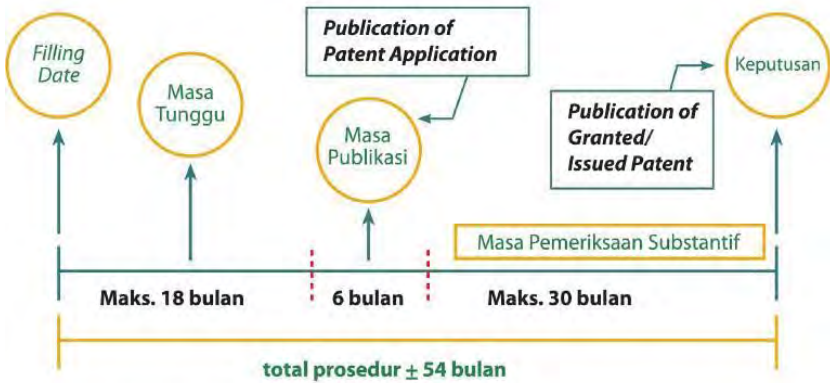 Filling
Date
Masa
Tunggu
Publication of
Patent Application
Masa
Publikasi
Publication of
Granted/
Issued Patent
Keputusan
Masa Pemeriksaan Substantif
Maks. 18 bulan
6 bulan
Maks. 30 bulan
total prosedur ± 54 bulan